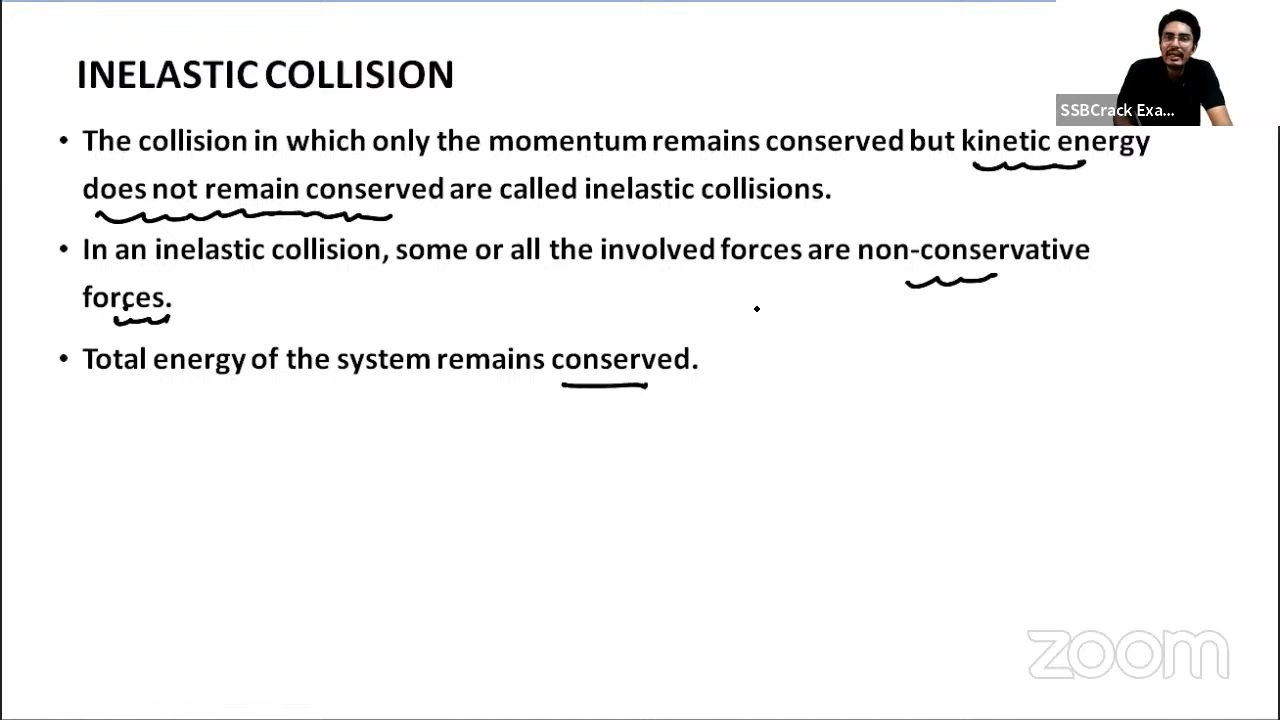 INELASTIC COLLISION
SSBCrack Exa...
• The collision in which only the momentum remains conserved but kinetic energy
does not remain conserved are called inelastic collisions.
• In an inelastic collision, some or all the involved forces are non-conservative
forces.
• Total energy of the system remains conserved.
zoom